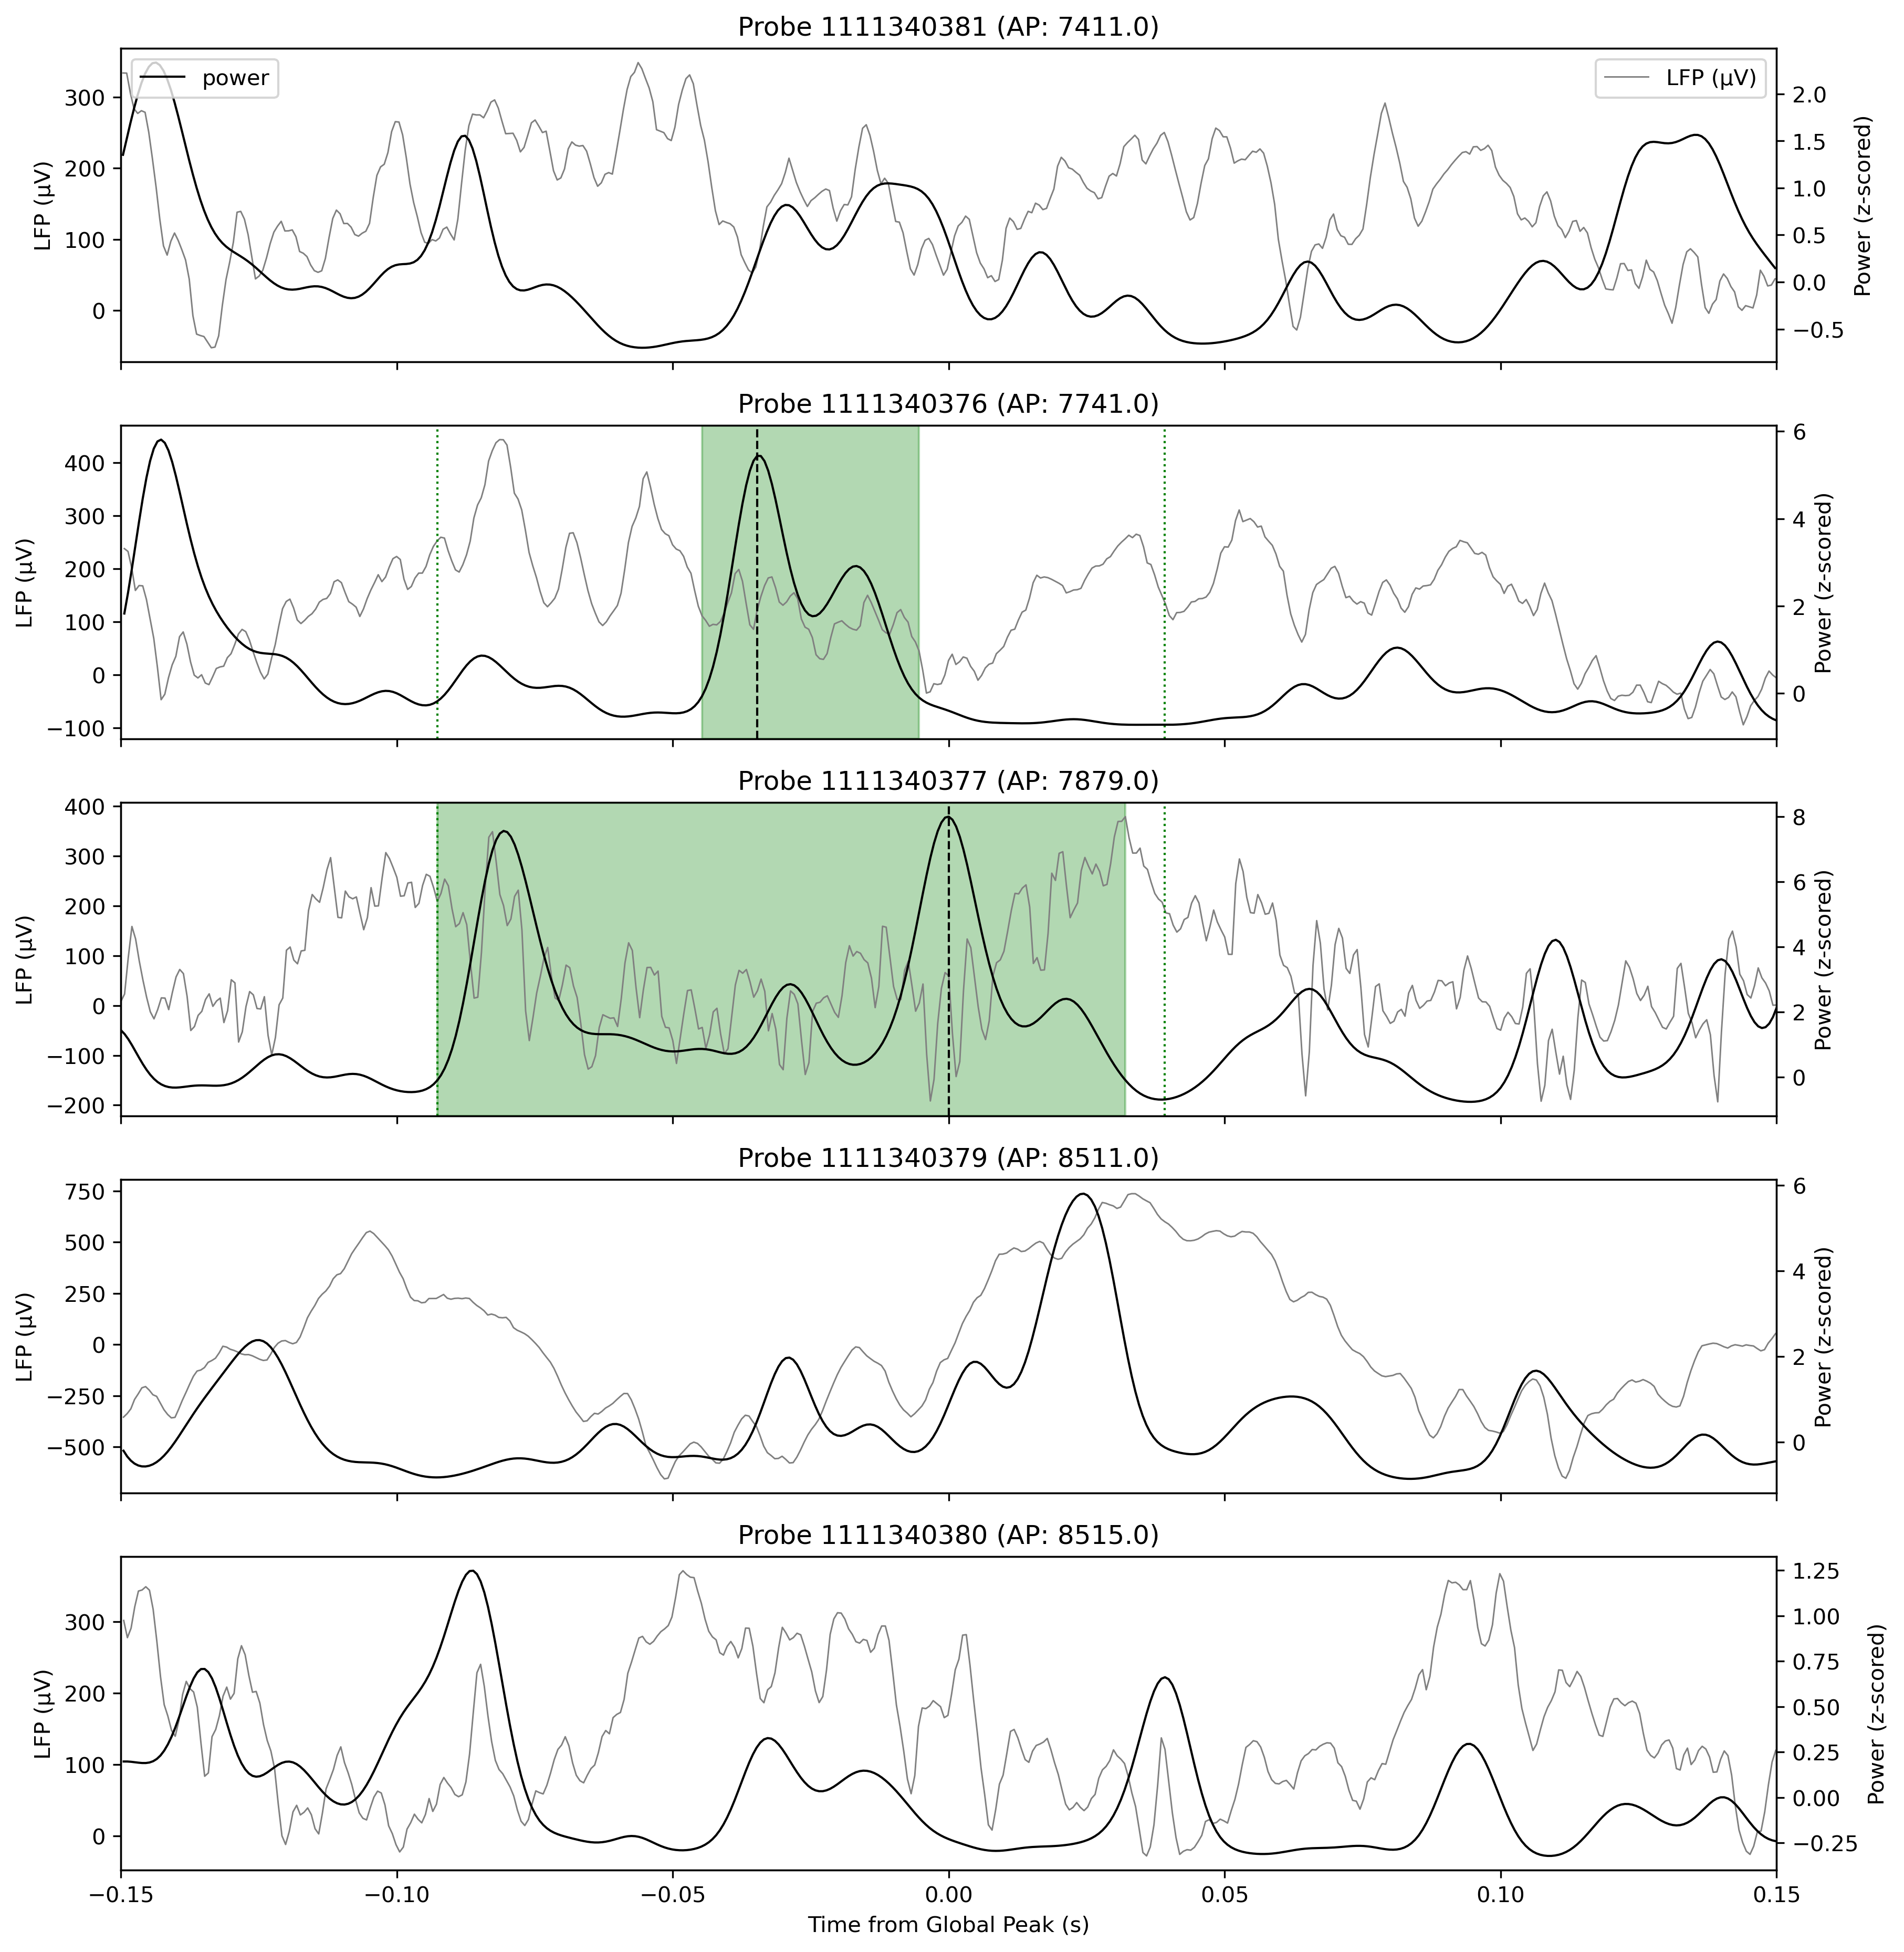 Probe 1111340381 (AP: 7411.0)
power
LFP (µV)
300
200
100
0
LFP (µV)
2.0
1.5
1.0
0.5
0.0
−0.5
Power (z-scored)
Probe 1111340376 (AP: 7741.0)
400
300
200
100
0
−100
LFP (µV)
6
4
2
0
Power (z-scored)
Probe 1111340377 (AP: 7879.0)
400
300
200
100
0
−100
−200
LFP (µV)
8
6
4
2
0
Power (z-scored)
Probe 1111340379 (AP: 8511.0)
750
500
250
0
−250
−500
LFP (µV)
6
4
2
0
Power (z-scored)
Probe 1111340380 (AP: 8515.0)
300
200
100
0
LFP (µV)
1.25
1.00
0.75
0.50
0.25
0.00
−0.25
Power (z-scored)
−0.15 −0.10 −0.05 0.00 0.05 0.10 0.15
Time from Global Peak (s)